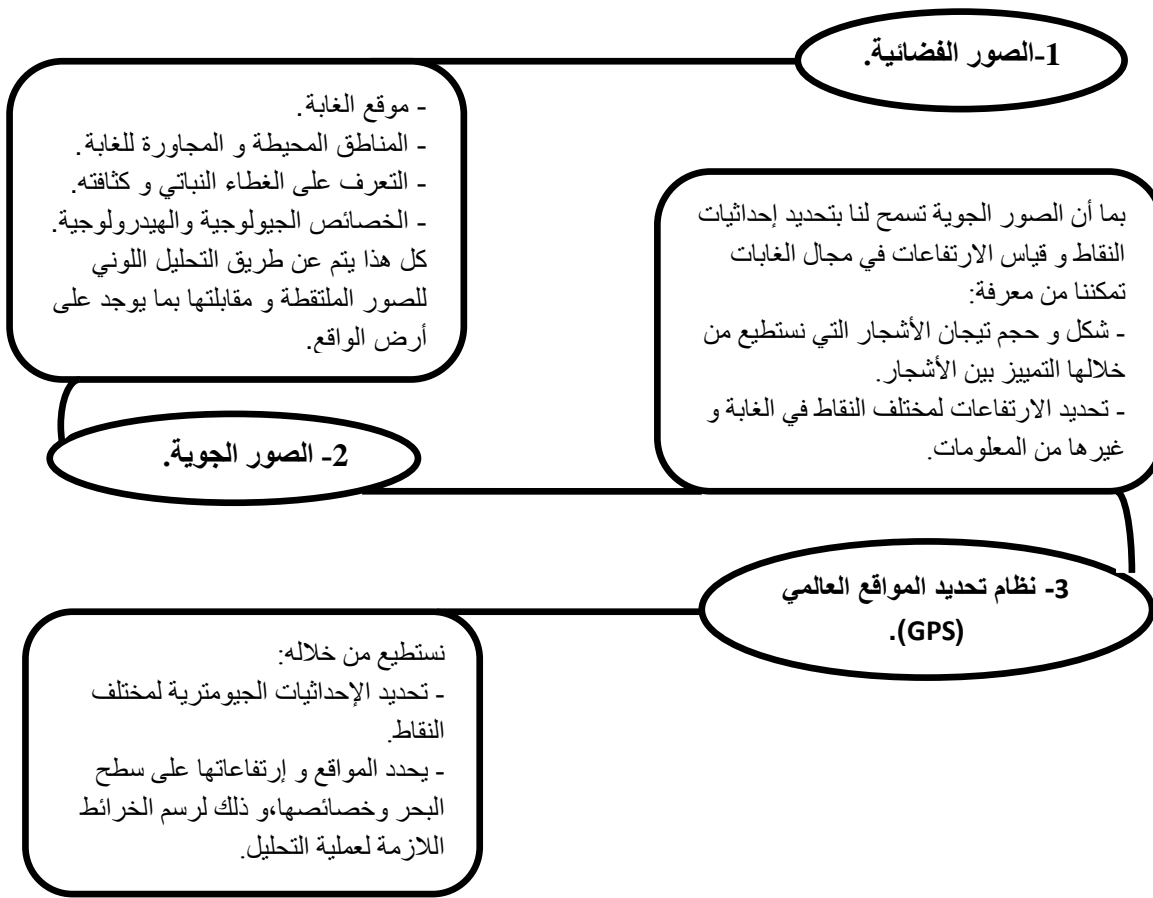 1-الصور الفضائية.
- موقع الغابة.
- المناطق المحيطة و المجاورة للغابة.
- التعرف على الغطاء النباتي و كثافته.
- الخصائص الجيولوجية والهيدرولوجية.
كل هذا يتم عن طريق التحليل اللوني
للصور الملتقطة و مقابلتها بما يوجد على
أرض الواقع.
2- الصور الجوية.
بما أن الصور الجوية تسمح لنا بتحديد إحداثيات
النقاط و قياس الارتفاعات في مجال الغابات
تمكننا من معرفة:
- شكل و حجم تيجان الأشجار التي نستطيع من
خلالها التمييز بين الأشجار.
- تحديد الارتفاعات لمختلف النقاط في الغابة و
غيرها من المعلومات.
3- نظام تحديد المواقع العالمي
(GPS).
نستطيع من خلاله:
- تحديد الإحداثيات الجيومترية لمختلف
النقاط.
- يحدد المواقع و إرتفاعاتها على سطح
البحر وخصائصها،و ذلك لرسم الخرائط
اللازمة لعملية التحليل.